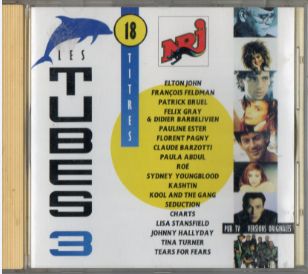 LES
TUBES 3
18
TITRES
NRJ
ELTON JOHN
FRANÇOIS FELDMAN
PATRICK BRUEL
FELIX GRAY
& DIDIER BARBELIVIEN
PAULINE ESTER
FLORENT PAGNY
CLAUDE BARZOTTI
PAULA ABDUL
ROE
SYDNEY YOUNGBLOOD
KASHTIN
KOOL AND THE GANG
SEDUCTION
CHARTS
LISA STANSFIELD
JOHNNY HALLYDAY
TINA TURNER
TEARS FOR FEARS
PUB TV VERSIONS ORIGINALES